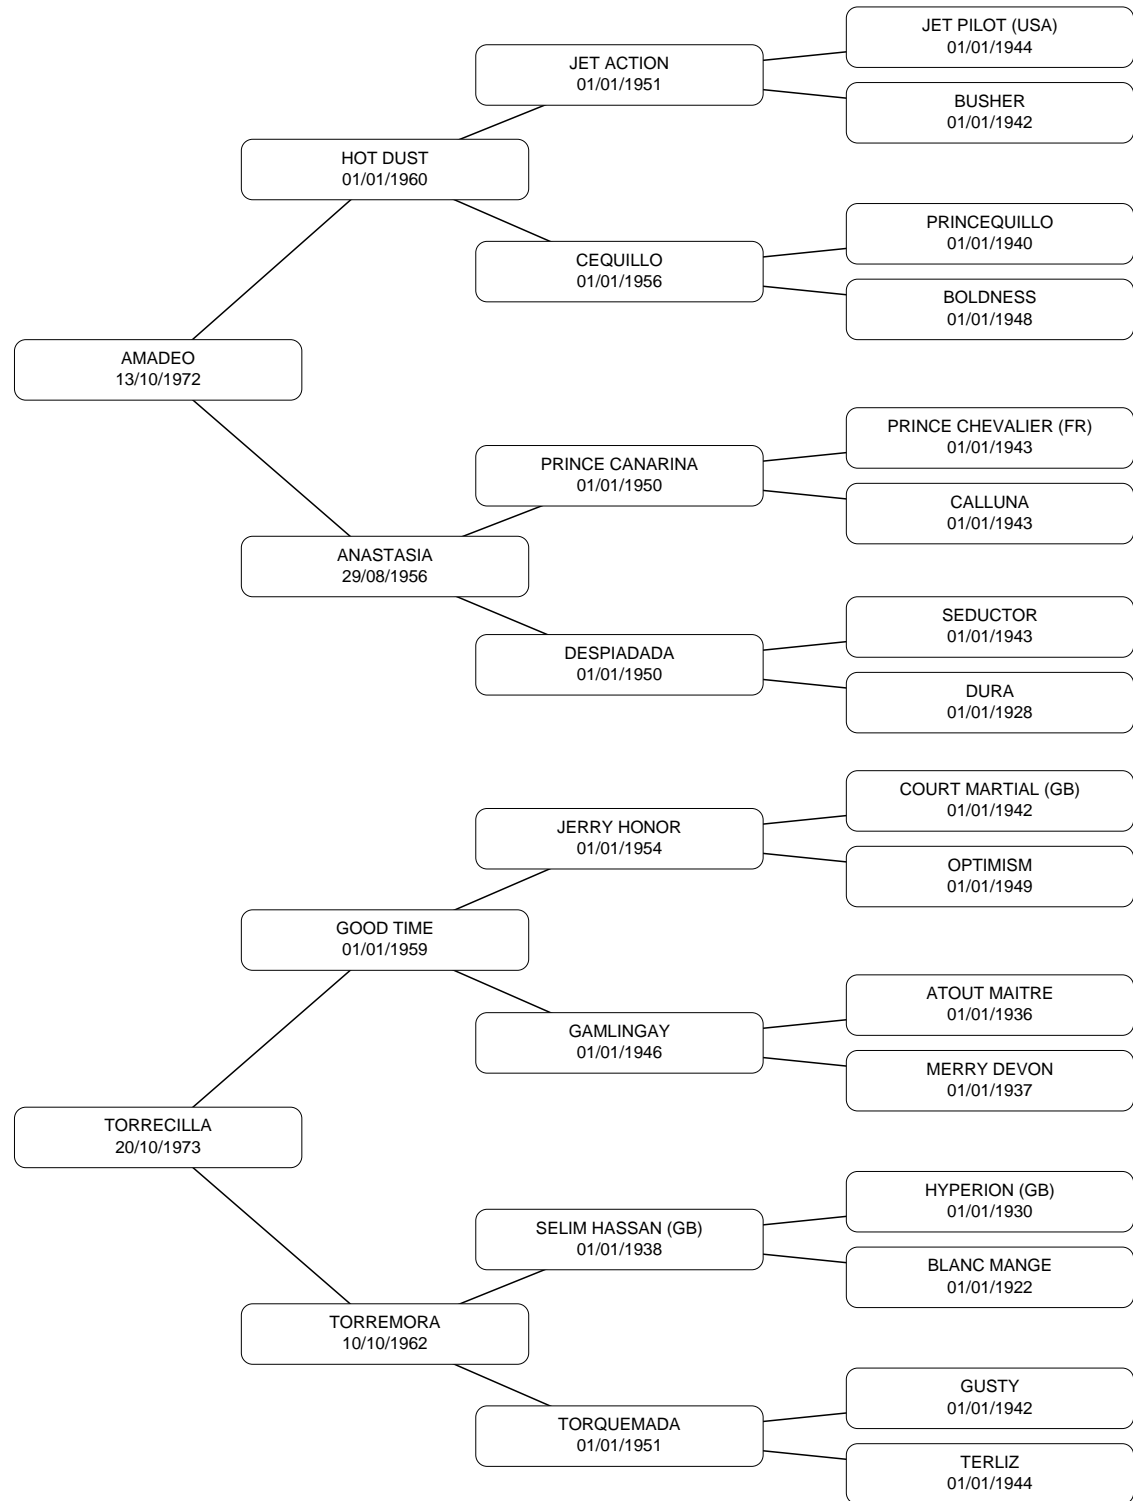 JET PILOT (USA)
01/01/1944
JET ACTION
01/01/1951
BUSHER
01/01/1942
HOT DUST
01/01/1960
PRINCEQUILLO
01/01/1940
CEQUILLO
01/01/1956
BOLDNESS
01/01/1948
AMADEO
13/10/1972
PRINCE CHEVALIER (FR)
01/01/1943
PRINCE CANARINA
01/01/1950
CALLUNA
01/01/1943
ANASTASIA
29/08/1956
SEDUCTOR
01/01/1943
DESPIADADA
01/01/1950
DURA
01/01/1928
COURT MARTIAL (GB)
01/01/1942
JERRY HONOR
01/01/1954
OPTIMISM
01/01/1949
GOOD TIME
01/01/1959
ATOUT MAITRE
01/01/1936
GAMLINGAY
01/01/1946
MERRY DEVON
01/01/1937
TORRECILLA
20/10/1973
HYPERION (GB)
01/01/1930
SELIM HASSAN (GB)
01/01/1938
BLANC MANGE
01/01/1922
TORREMORA
10/10/1962
GUSTY
01/01/1942
TORQUEMADA
01/01/1951
TERLIZ
01/01/1944